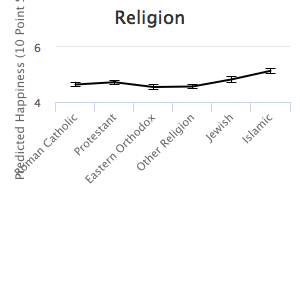 Religion
Predicted Happiness (10 Point
6
4
Roman Catholic
Protestant
Eastern Orthodox
Other Religion
Jewish
Islamic